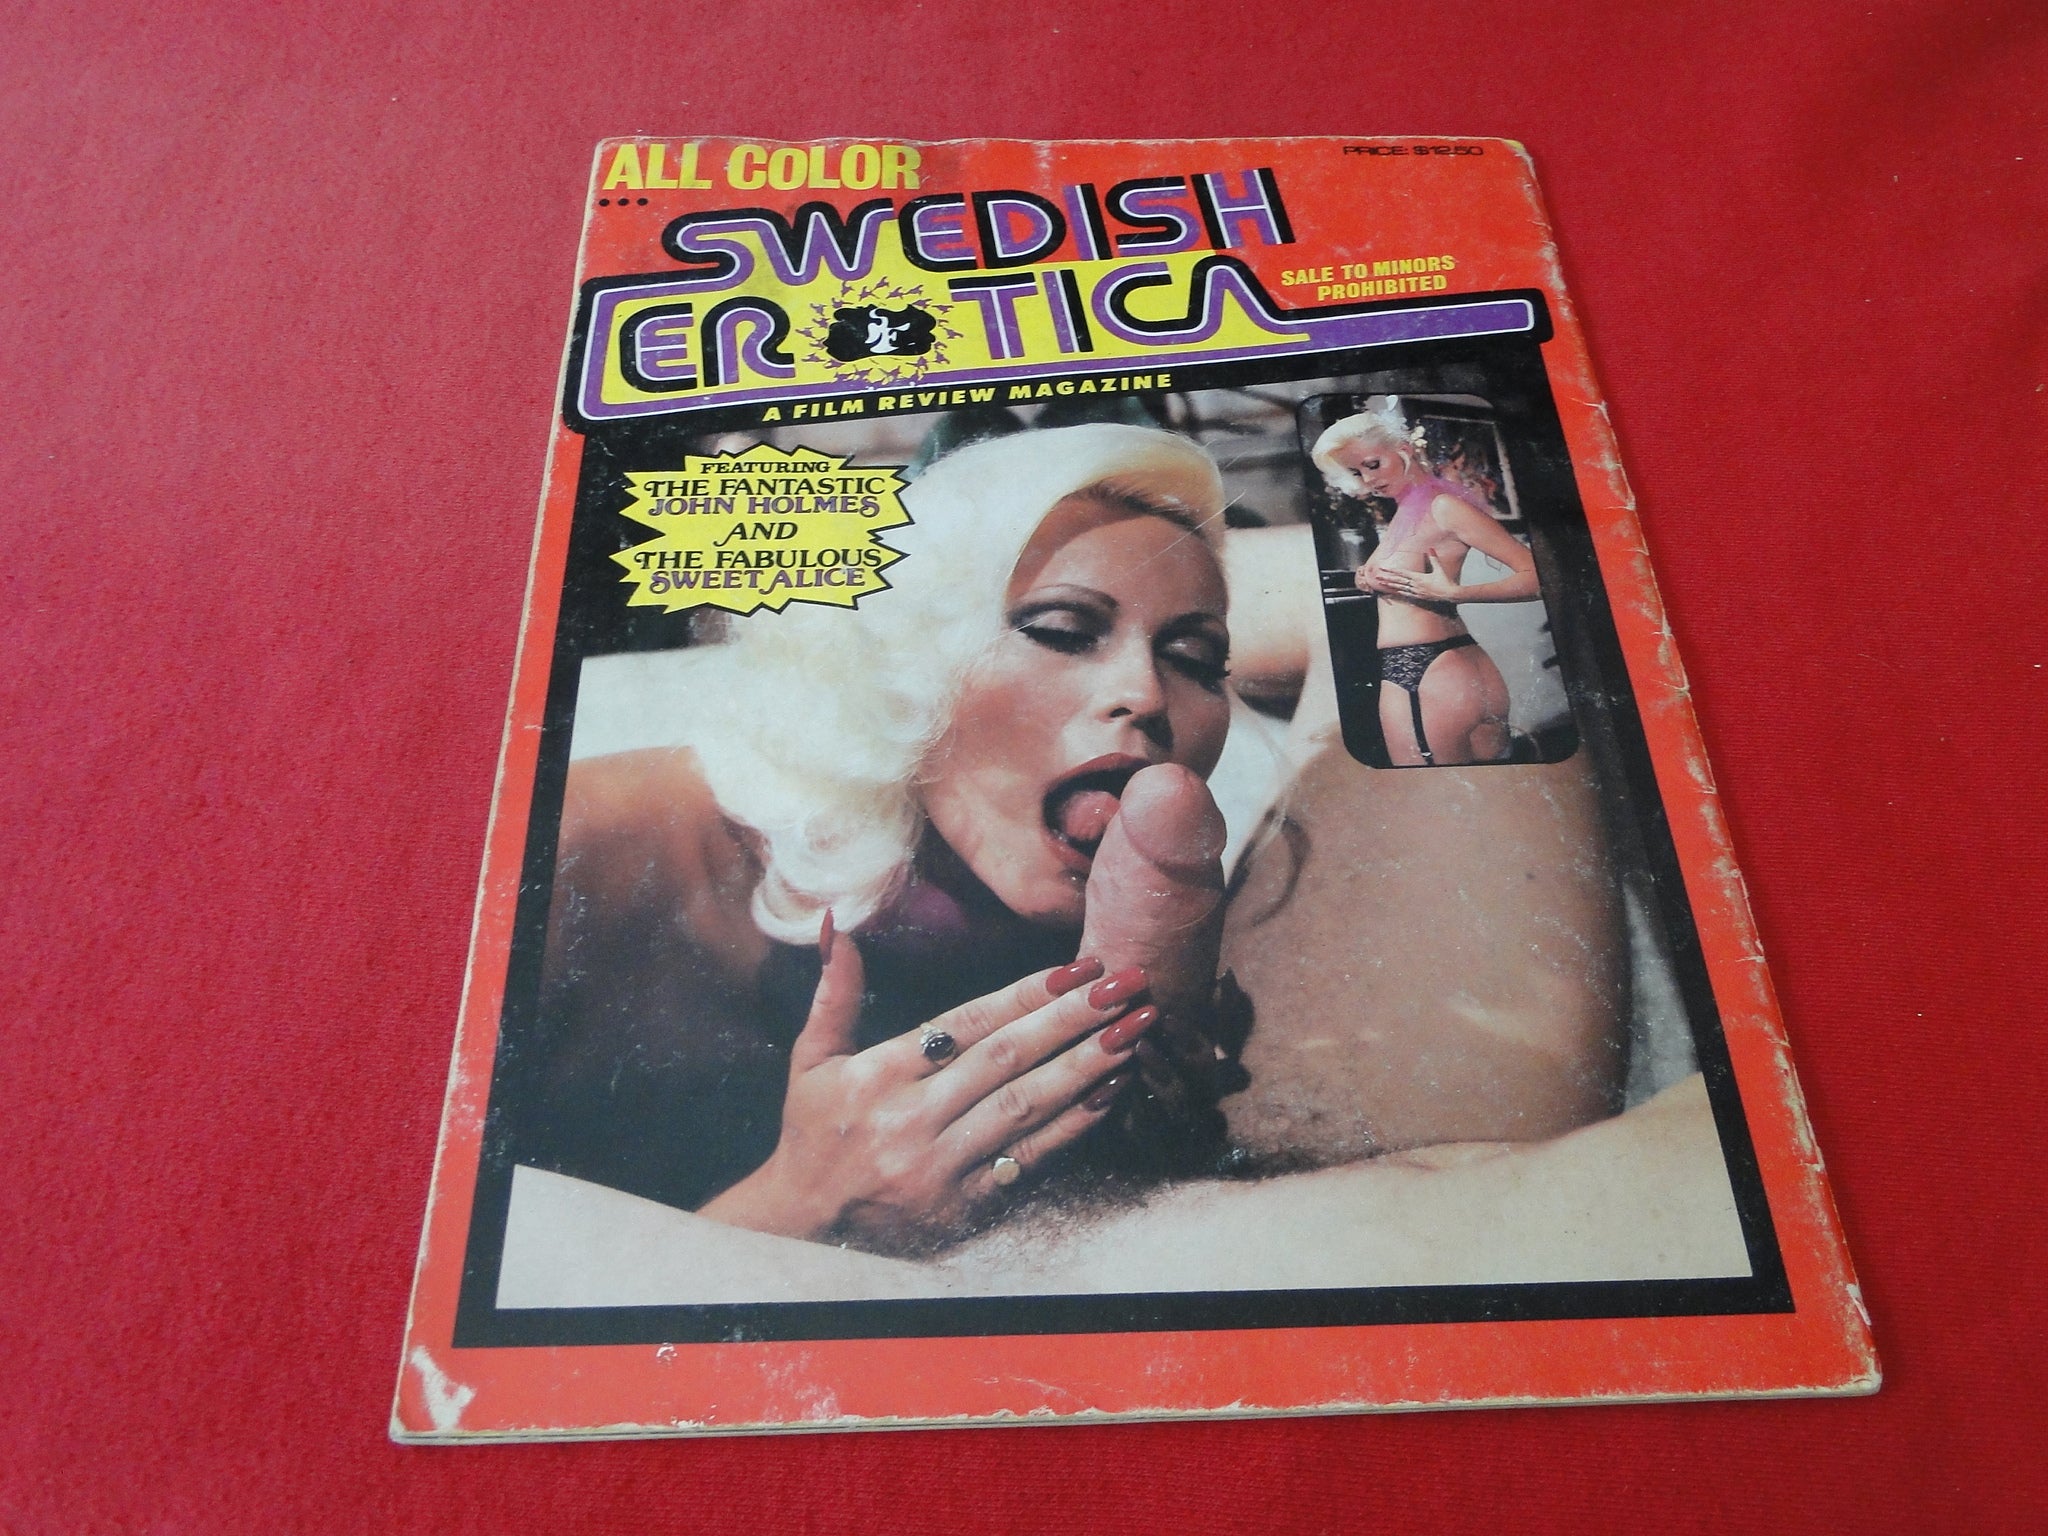 ALL COLOR
...
SWEDISH
EROTICA
PRICE: $12.50
SALE TO MINORS
PROHIBITED
A FILM REVIEW MAGAZINE
FEATURING
THE FANTASTIC
JOHN HOLMES
AND
THE FABULOUS
SWEET ALICE